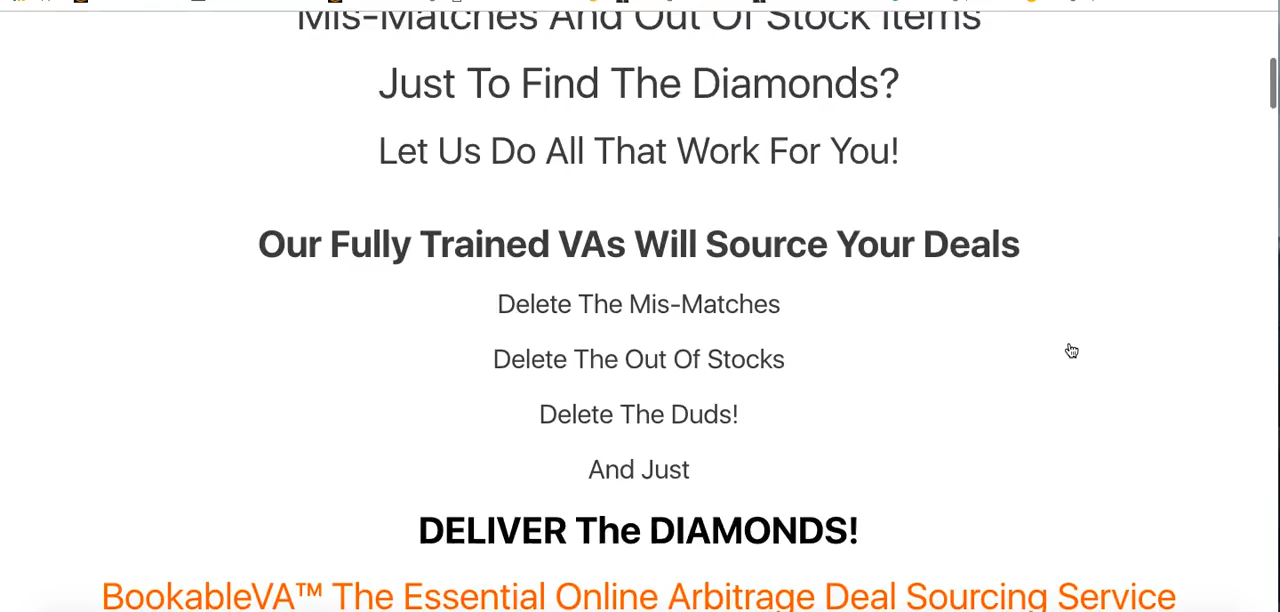 Mis-Matches And Out Of Stock Items
Just To Find The Diamonds?
Let Us Do All That Work For You!
Our Fully Trained VAs Will Source Your Deals
Delete The Mis-Matches
Delete The Out Of Stocks
Delete The Duds!
And Just
DELIVER The DIAMONDS!
BookableVA™ The Essential Online Arbitrage Deal Sourcing Service